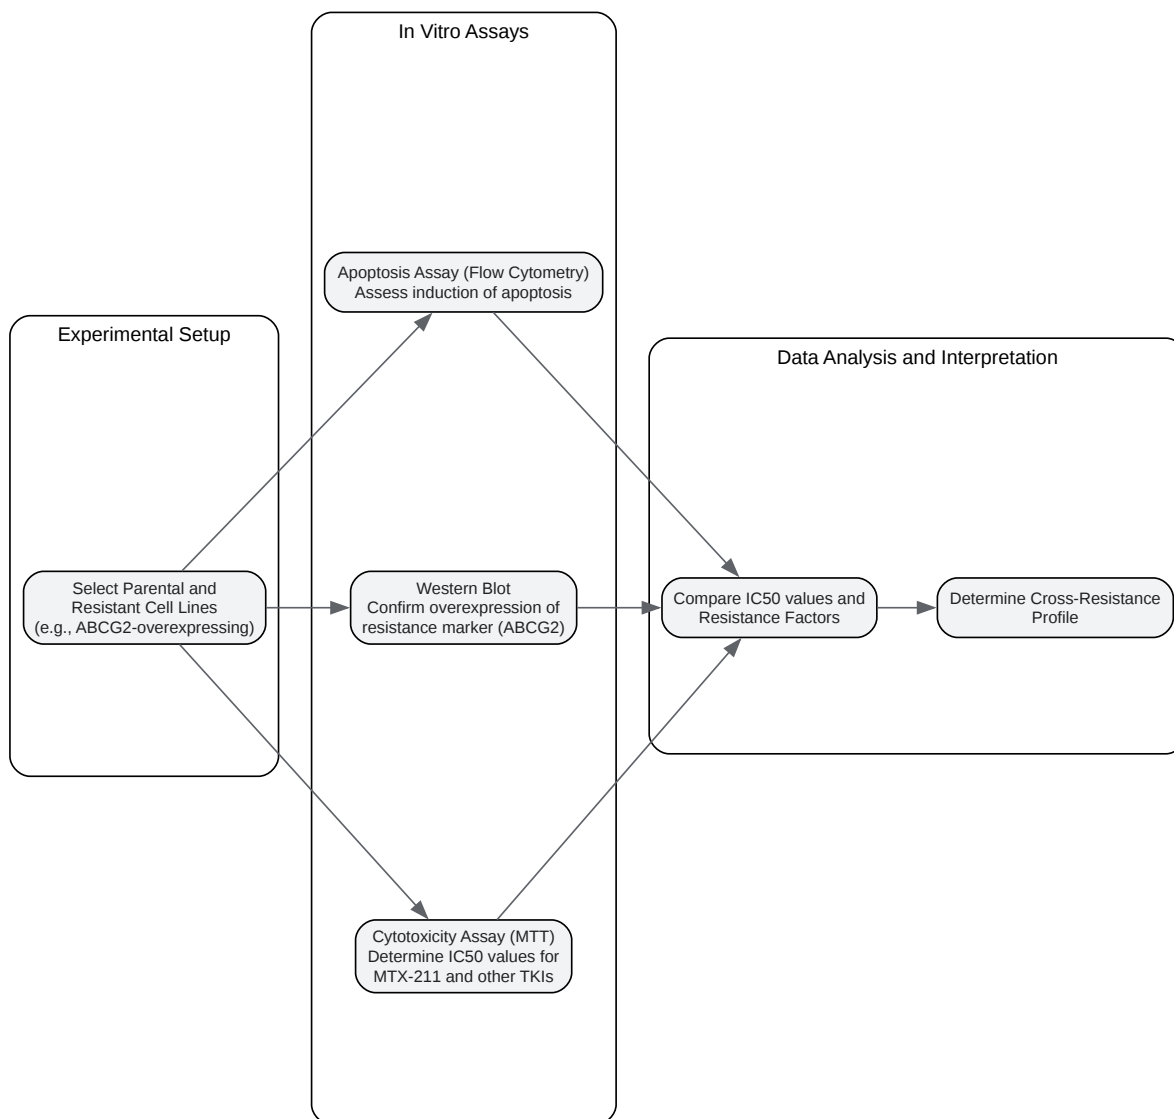 In Vitro Assays
Apoptosis Assay (Flow Cytometry)
Assess induction of apoptosis
Experimental Setup
Data Analysis and Interpretation
Select Parental and
Resistant Cell Lines
(e.g., ABCG2-overexpressing)
Western Blot
Confirm overexpression of
resistance marker (ABCG2)
Compare IC50 values and
Resistance Factors
Determine Cross-Resistance
Profile
Cytotoxicity Assay (MTT)
Determine IC50 values for
MTX-211 and other TKIs